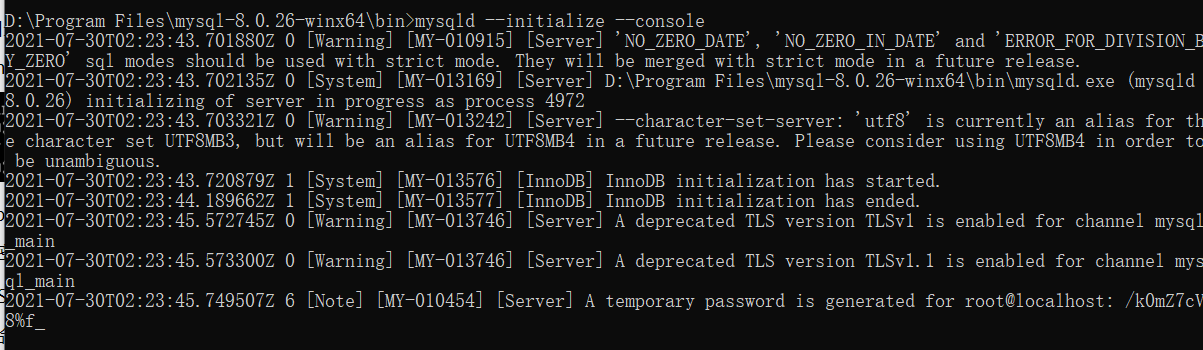 D:\Program Files\mysql-8.0.26-winx64\bin>mysqld --initialize --console
2021-07-30T02:23:43.701880Z 0 [Warning] [MY-010915] [Server] 'NO_ZERO_DATE', 'NO_ZERO_IN_DATE' and 'ERROR_FOR_DIVISION_B
Y_ZERO' sql modes should be used with strict mode. They will be merged with strict mode in a future release.
2021-07-30T02:23:43.702135Z 0 [System] [MY-013169] [Server] D:\Program Files\mysql-8.0.26-winx64\bin\mysqld.exe (mysqld
8.0.26) initializing of server in progress as process 4972
2021-07-30T02:23:43.703321Z 0 [Warning] [MY-013242] [Server] --character-set-server: 'utf8' is currently an alias for th
e character set UTF8MB3, but will be an alias for UTF8MB4 in a future release. Please consider using UTF8MB4 in order to
be unambiguous.
2021-07-30T02:23:43.720879Z 1 [System] [MY-013576] [InnoDB] InnoDB initialization has started.
2021-07-30T02:23:44.189662Z 1 [System] [MY-013577] [InnoDB] InnoDB initialization has ended.
2021-07-30T02:23:45.572745Z 0 [Warning] [MY-013746] [Server] A deprecated TLS version TLSv1 is enabled for channel mysql
_main
2021-07-30T02:23:45.573300Z 0 [Warning] [MY-013746] [Server] A deprecated TLS version TLSv1.1 is enabled for channel mys
ql_main
2021-07-30T02:23:45.749507Z 6 [Note] [MY-010454] [Server] A temporary password is generated for root@localhost: /k0mZ7cV
8%f_